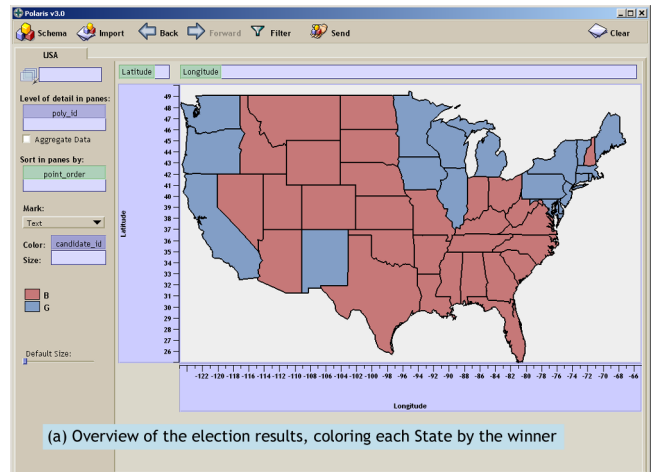 Polaris v3.0
Schema Import Back Forward Filter Send Clear
USA
Latitude Longitude
Level of detail in panes:
poly_id
Aggregate Data
Sort in panes by:
point_order
Mark:
Text
Color: candidate_id
Size:
B
G
Default Size:
Latitude
49
48
47
46
45
44
43
42
41
40
39
38
37
36
35
34
33
32
31
30
29
28
27
26
-122 -120 -118 -116 -114 -112 -110 -108 -106 -104 -102 -100 -98 -96 -94 -92 -90 -88 -86 -84 -82 -80 -78 -76 -74 -72 -70 -68 -66
Longitude
(a) Overview of the election results, coloring each State by the winner